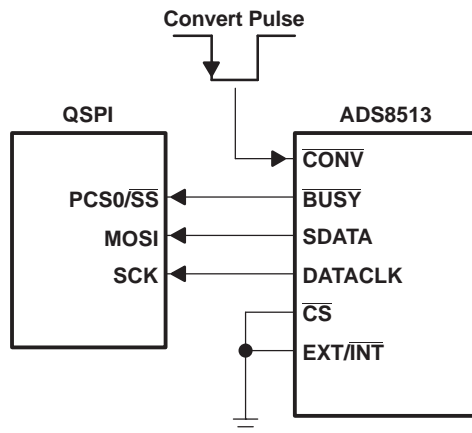 Convert Pulse
QSPI
ADS8513
CONV
PCS0/SS
BUSY
MOSI
SDATA
SCK
DATACLK
CS
EXT/INT